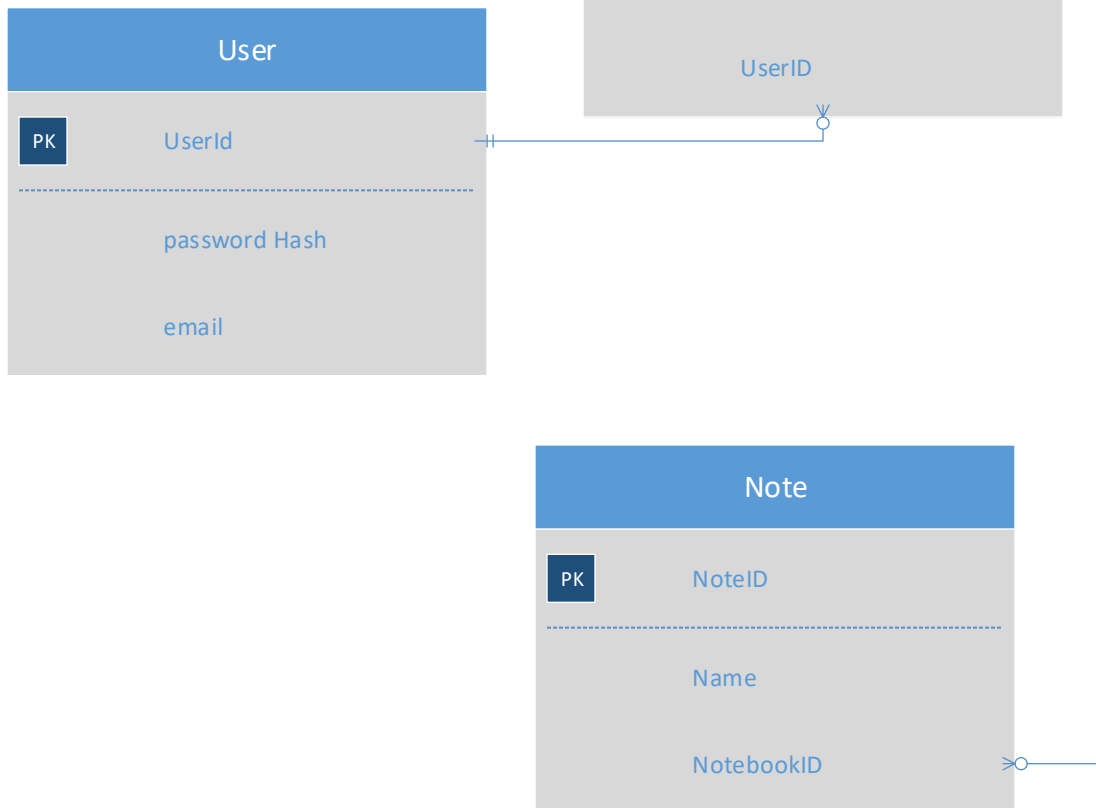 User
PK
UserId
password Hash
email
UserID
Note
PK
NoteID
Name
NotebookID